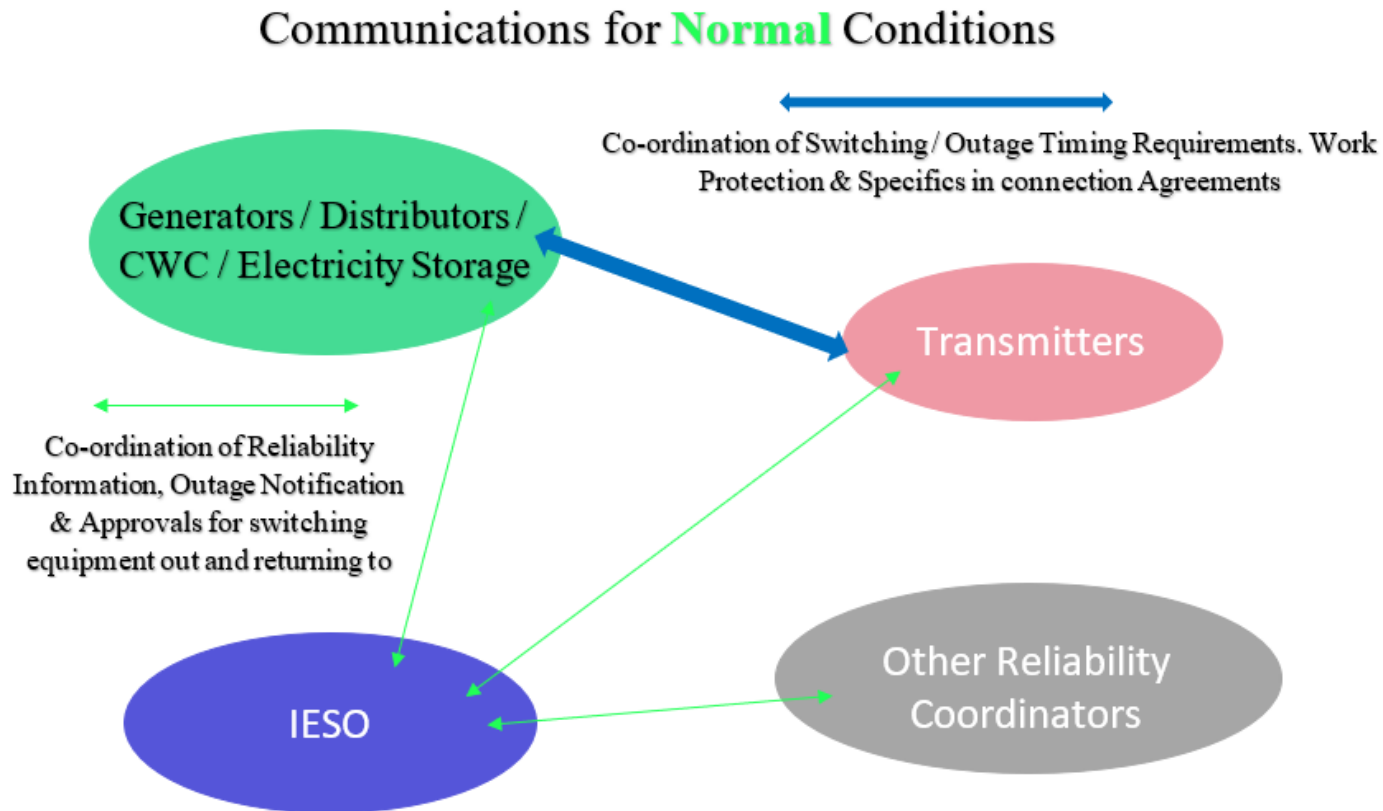 Communications for Normal Conditions
Co-ordination of Switching / Outage Timing Requirements. Work
Protection & Specifics in connection Agreements
Generators / Distributors /
CWC / Electricity Storage
Transmitters
Co-ordination of Reliability
Information, Outage Notification
& Approvals for switching
equipment out and returning to
Other Reliability
Coordinators
IESO